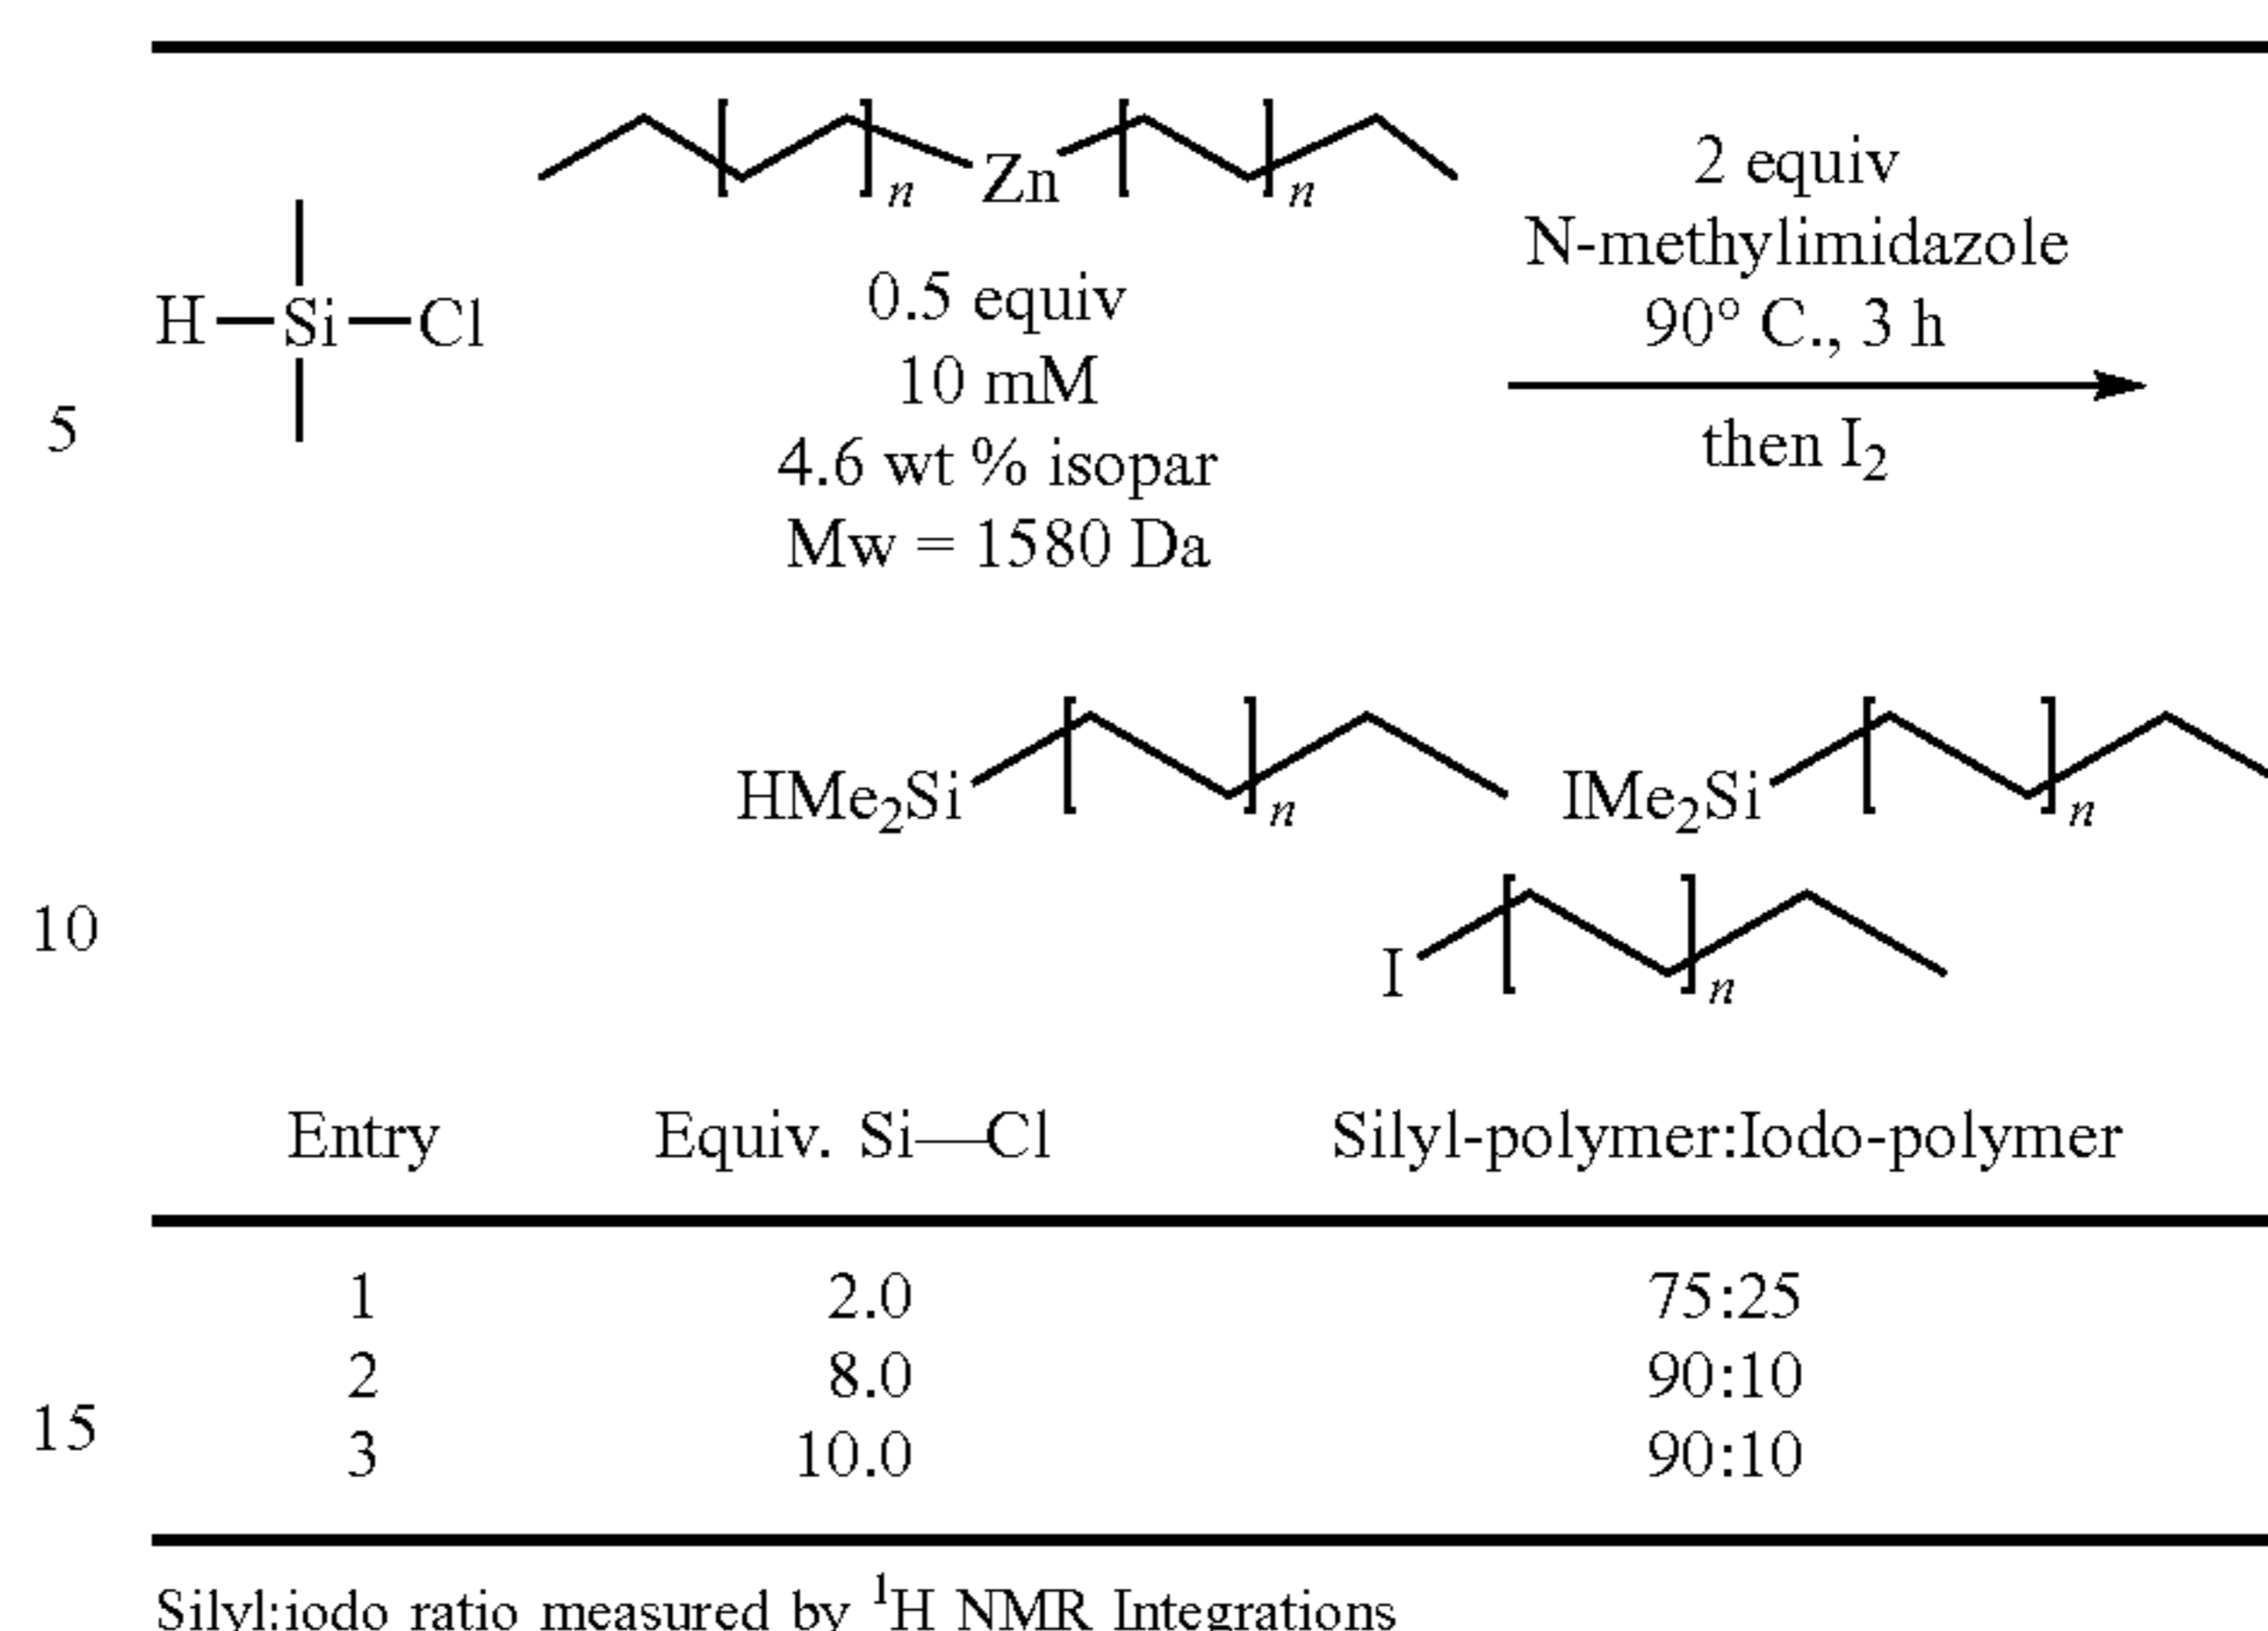 n Zn n
2 equiv
N-methylimidazole
90° C., 3 h
then I2
H—Si—Cl
0.5 equiv
10 mM
4.6 wt % isopar
Mw = 1580 Da
5
HMe2Si n IMe2Si n
10
I n
Entry Equiv. Si—Cl Silyl-polymer:Iodo-polymer
1 2.0 75:25
2 8.0 90:10
15
3 10.0 90:10
Silyl:iodo ratio measured by 1H NMR Integrations